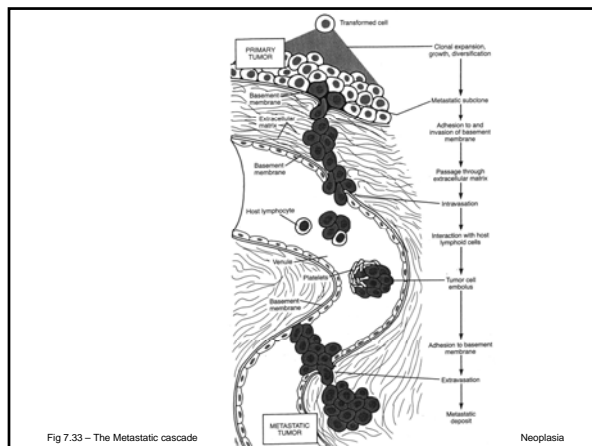 Transformed cell
PRIMARY
TUMOR
Clonal expansion,
growth, diversification
Basement
membrane
Metastatic subclone
Extracellular
matrix
Adhesion to and
invasion of basement
membrane
Basement
membrane
Passage through
extracellular matrix
Intravasation
Host lymphocyte
Interaction with host
lymphoid cells
Venule
Platelets
Tumor cell
embolus
Basement
membrane
Adhesion to basement
membrane
Extravasation
Metastatic
deposit
METASTATIC
TUMOR
Fig 7.33 – The Metastatic cascade
Neoplasia